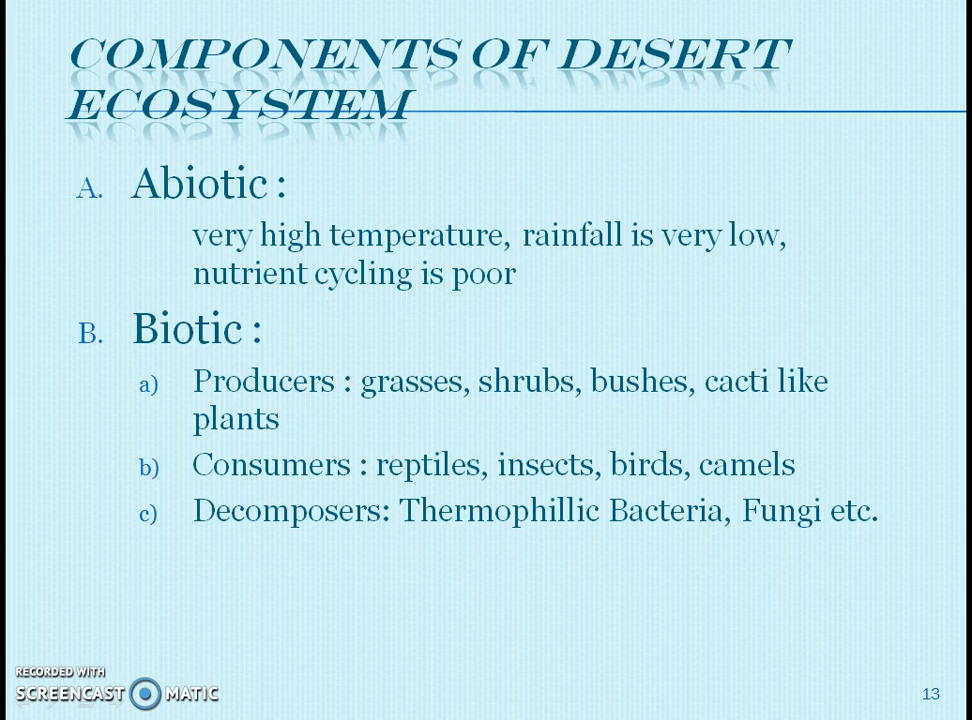 COMPONENTS OF DESERT
ECOSYSTEM
A. Abiotic :
very high temperature, rainfall is very low,
nutrient cycling is poor
B. Biotic :
a) Producers : grasses, shrubs, bushes, cacti like
plants
b) Consumers : reptiles, insects, birds, camels
c) Decomposers: Thermophillic Bacteria, Fungi etc.
RECORDED WITH
SCREENCAST MATIC
13